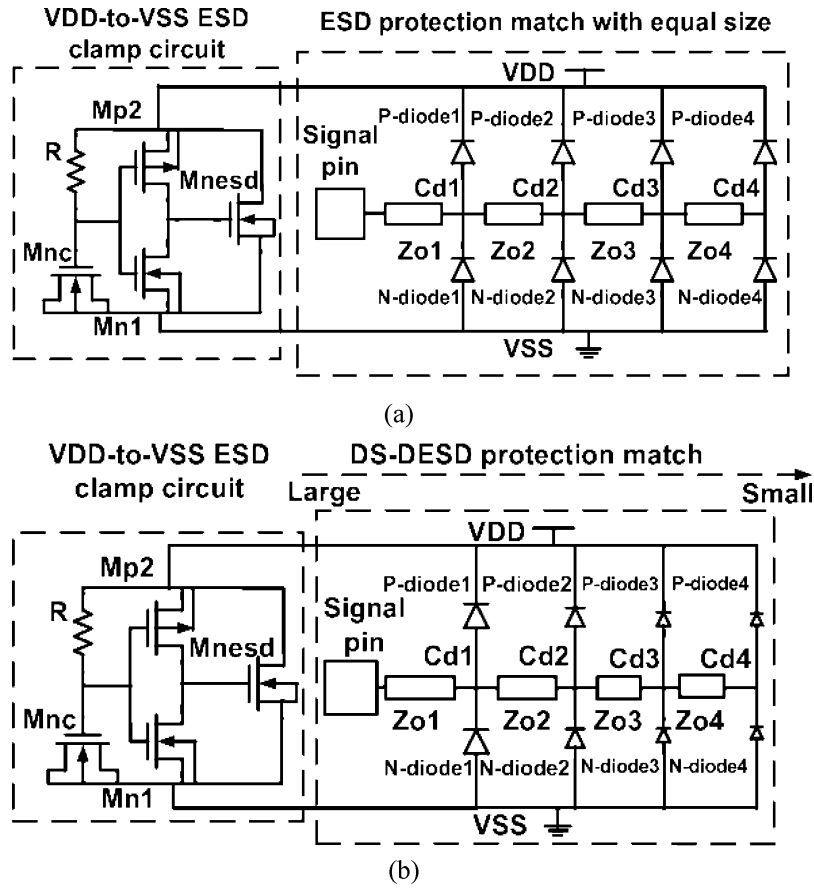 VDD-to-VSS ESD
clamp circuit
ESD protection match with equal size
VDD
Mp2
P-diode1
P-diode2
P-diode3
P-diode4
R
Signal
pin
Mnesd
Cd1
Cd2
Cd3
Cd4
Mnc
Zo1
Zo2
Zo3
Zo4
N-diode1
N-diode2
N-diode3
N-diode4
Mn1
VSS
(a)
VDD-to-VSS ESD
clamp circuit
DS-DESD protection match
Large
Small
VDD
Mp2
P-diode1
P-diode2
P-diode3
P-diode4
R
Signal
pin
Mnesd
Cd1
Cd2
Cd3
Cd4
Mnc
Zo1
Zo2
Zo3
Zo4
N-diode1
N-diode2
N-diode3
N-diode4
Mn1
VSS
(b)